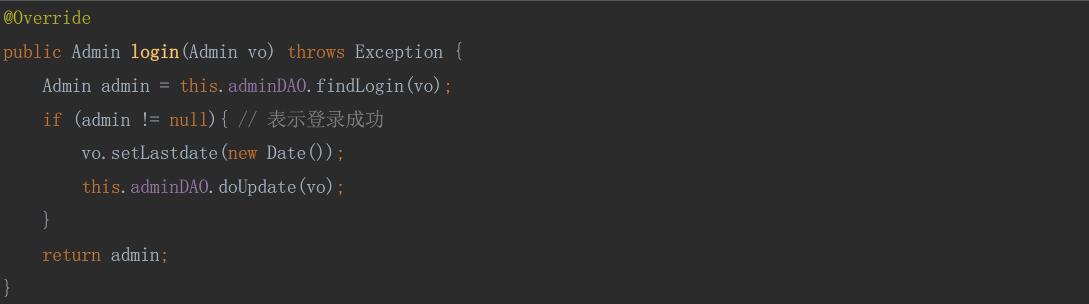 @Override
public Admin login(Admin vo) throws Exception {
    Admin admin = this.adminDAO.findLogin(vo);
    if (admin != null){ // 表示登录成功
        vo.setLastdate(new Date());
        this.adminDAO.doUpdate(vo);
    }
    return admin;
}